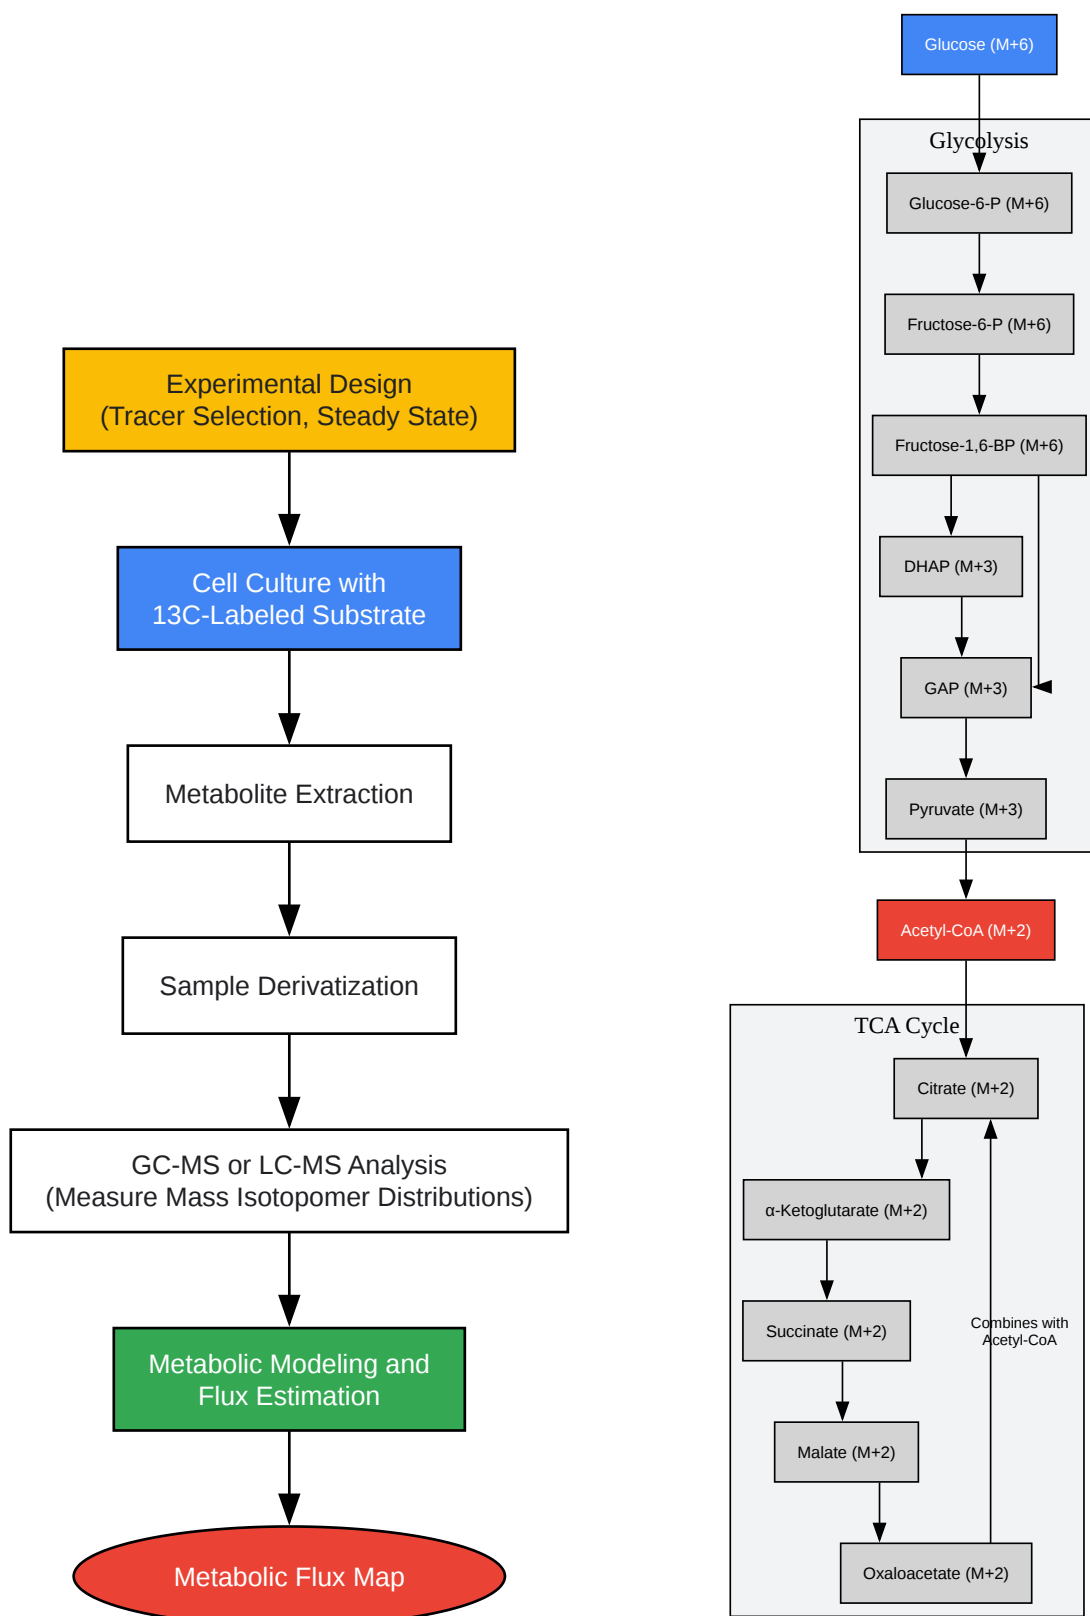 Experimental Design
(Tracer Selection, Steady State)
Cell Culture with
13C-Labeled Substrate
Metabolite Extraction
Sample Derivatization
GC-MS or LC-MS Analysis
(Measure Mass Isotopomer Distributions)
Metabolic Modeling and
Flux Estimation
Metabolic Flux Map
Glucose (M+6)
Glycolysis
Glucose-6-P (M+6)
Fructose-6-P (M+6)
Fructose-1,6-BP (M+6)
DHAP (M+3)
GAP (M+3)
Pyruvate (M+3)
Acetyl-CoA (M+2)
TCA Cycle
Citrate (M+2)
α-Ketoglutarate (M+2)
Succinate (M+2)
Combines with
Acetyl-CoA
Malate (M+2)
Oxaloacetate (M+2)